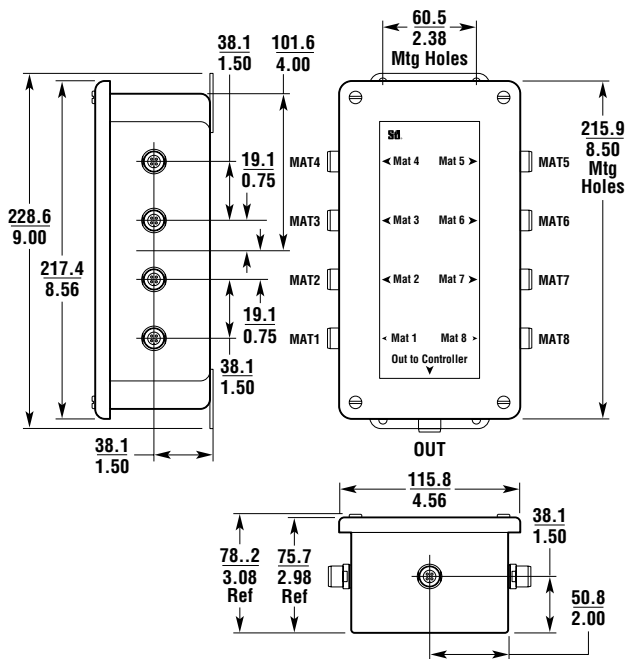 38.1
1.50
101.6
4.00
60.5
2.38
Mtg Holes
215.9
8.50
Mtg
Holes
19.1
0.75
228.6
9.00
217.4
8.56
19.1
0.75
38.1
1.50
38.1
1.50
MAT4
MAT3
MAT2
MAT1
Mat 4 Mat 5
Mat 3 Mat 6
Mat 2 Mat 7
Mat 1 Mat 8
Out to Controller
MAT5
MAT6
MAT7
MAT8
OUT
115.8
4.56
78..2
3.08
Ref
75.7
2.98
Ref
38.1
1.50
50.8
2.00